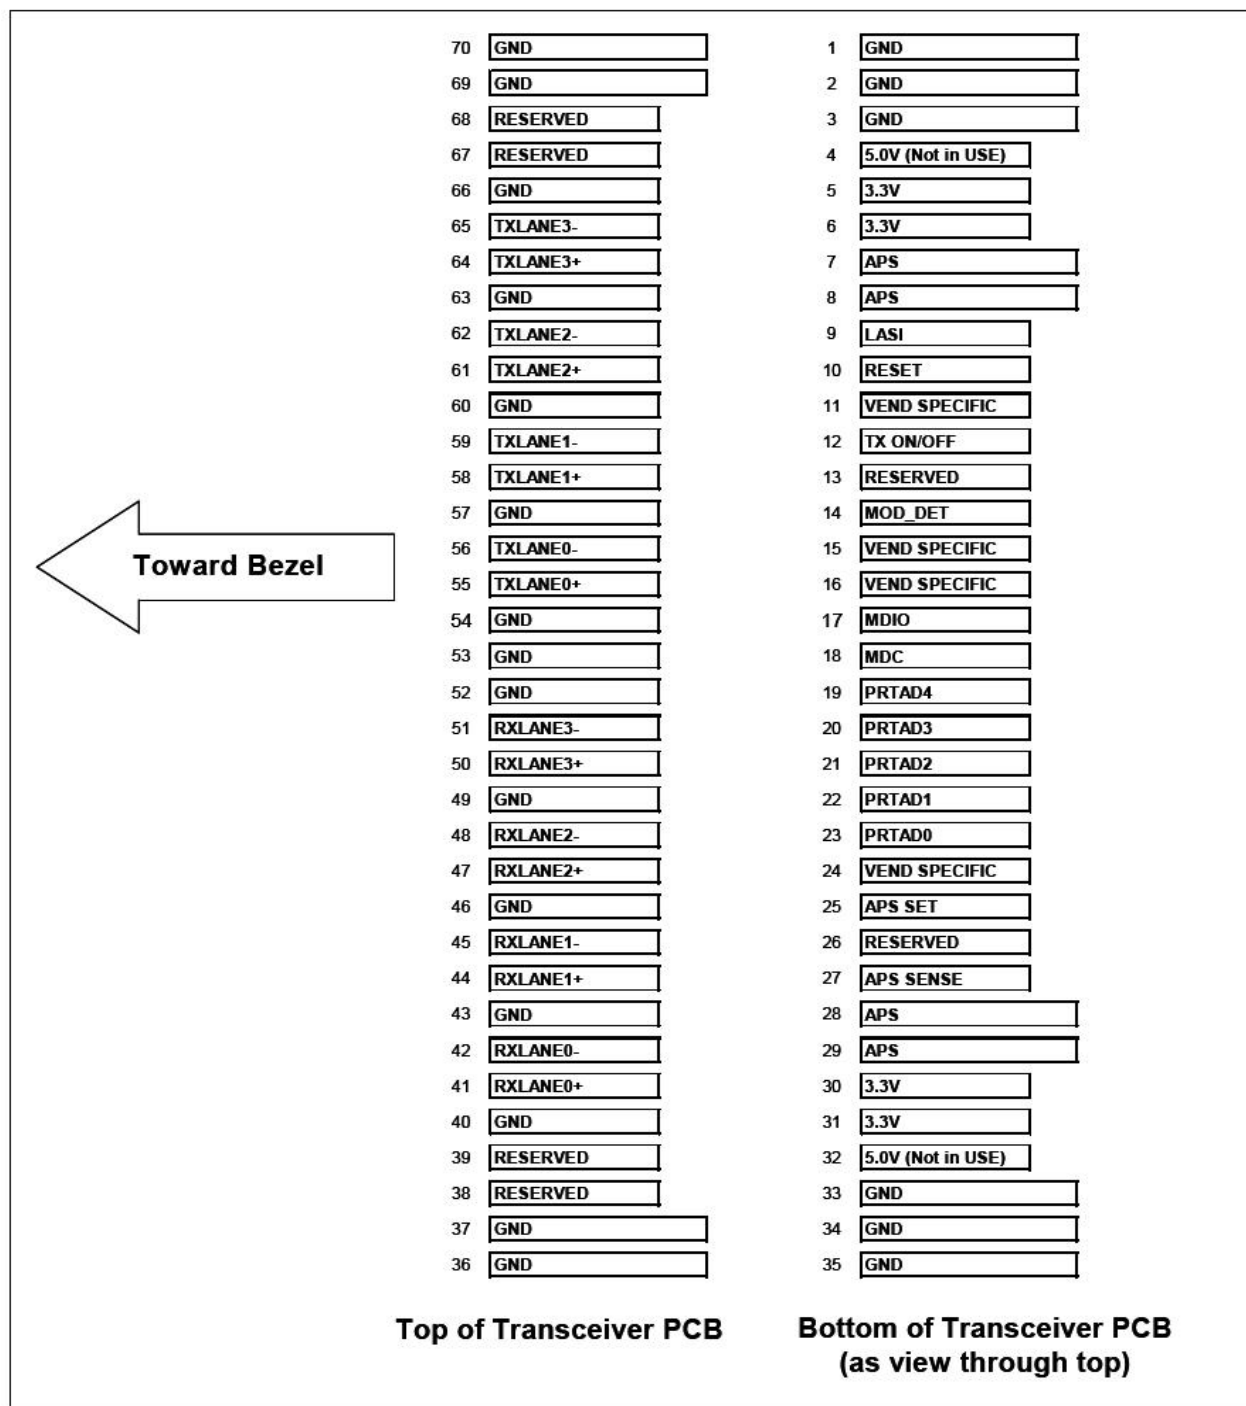 70 GND 1 GND
69 GND 2 GND
68 RESERVED 3 GND
67 RESERVED 4 5.0V (Not in USE)
66 GND 5 3.3V
65 TXLANE3- 6 3.3V
64 TXLANE3+ 7 APS
63 GND 8 APS
62 TXLANE2- 9 LASI
61 TXLANE2+ 10 RESET
60 GND 11 VEND SPECIFIC
59 TXLANE1- 12 TX ON/OFF
58 TXLANE1+ 13 RESERVED
57 GND 14 MOD_DET
56 TXLANE0- 15 VEND SPECIFIC
Toward Bezel
55 TXLANE0+ 16 VEND SPECIFIC
54 GND 17 MDIO
53 GND 18 MDC
52 GND 19 PRTAD4
51 RXLANE3- 20 PRTAD3
50 RXLANE3+ 21 PRTAD2
49 GND 22 PRTAD1
48 RXLANE2- 23 PRTAD0
47 RXLANE2+ 24 VEND SPECIFIC
46 GND 25 APS SET
45 RXLANE1- 26 RESERVED
44 RXLANE1+ 27 APS SENSE
43 GND 28 APS
42 RXLANE0- 29 APS
41 RXLANE0+ 30 3.3V
40 GND 31 3.3V
39 RESERVED 32 5.0V (Not in USE)
38 RESERVED 33 GND
37 GND 34 GND
36 GND 35 GND
Top of Transceiver PCB
Bottom of Transceiver PCB
(as view through top)